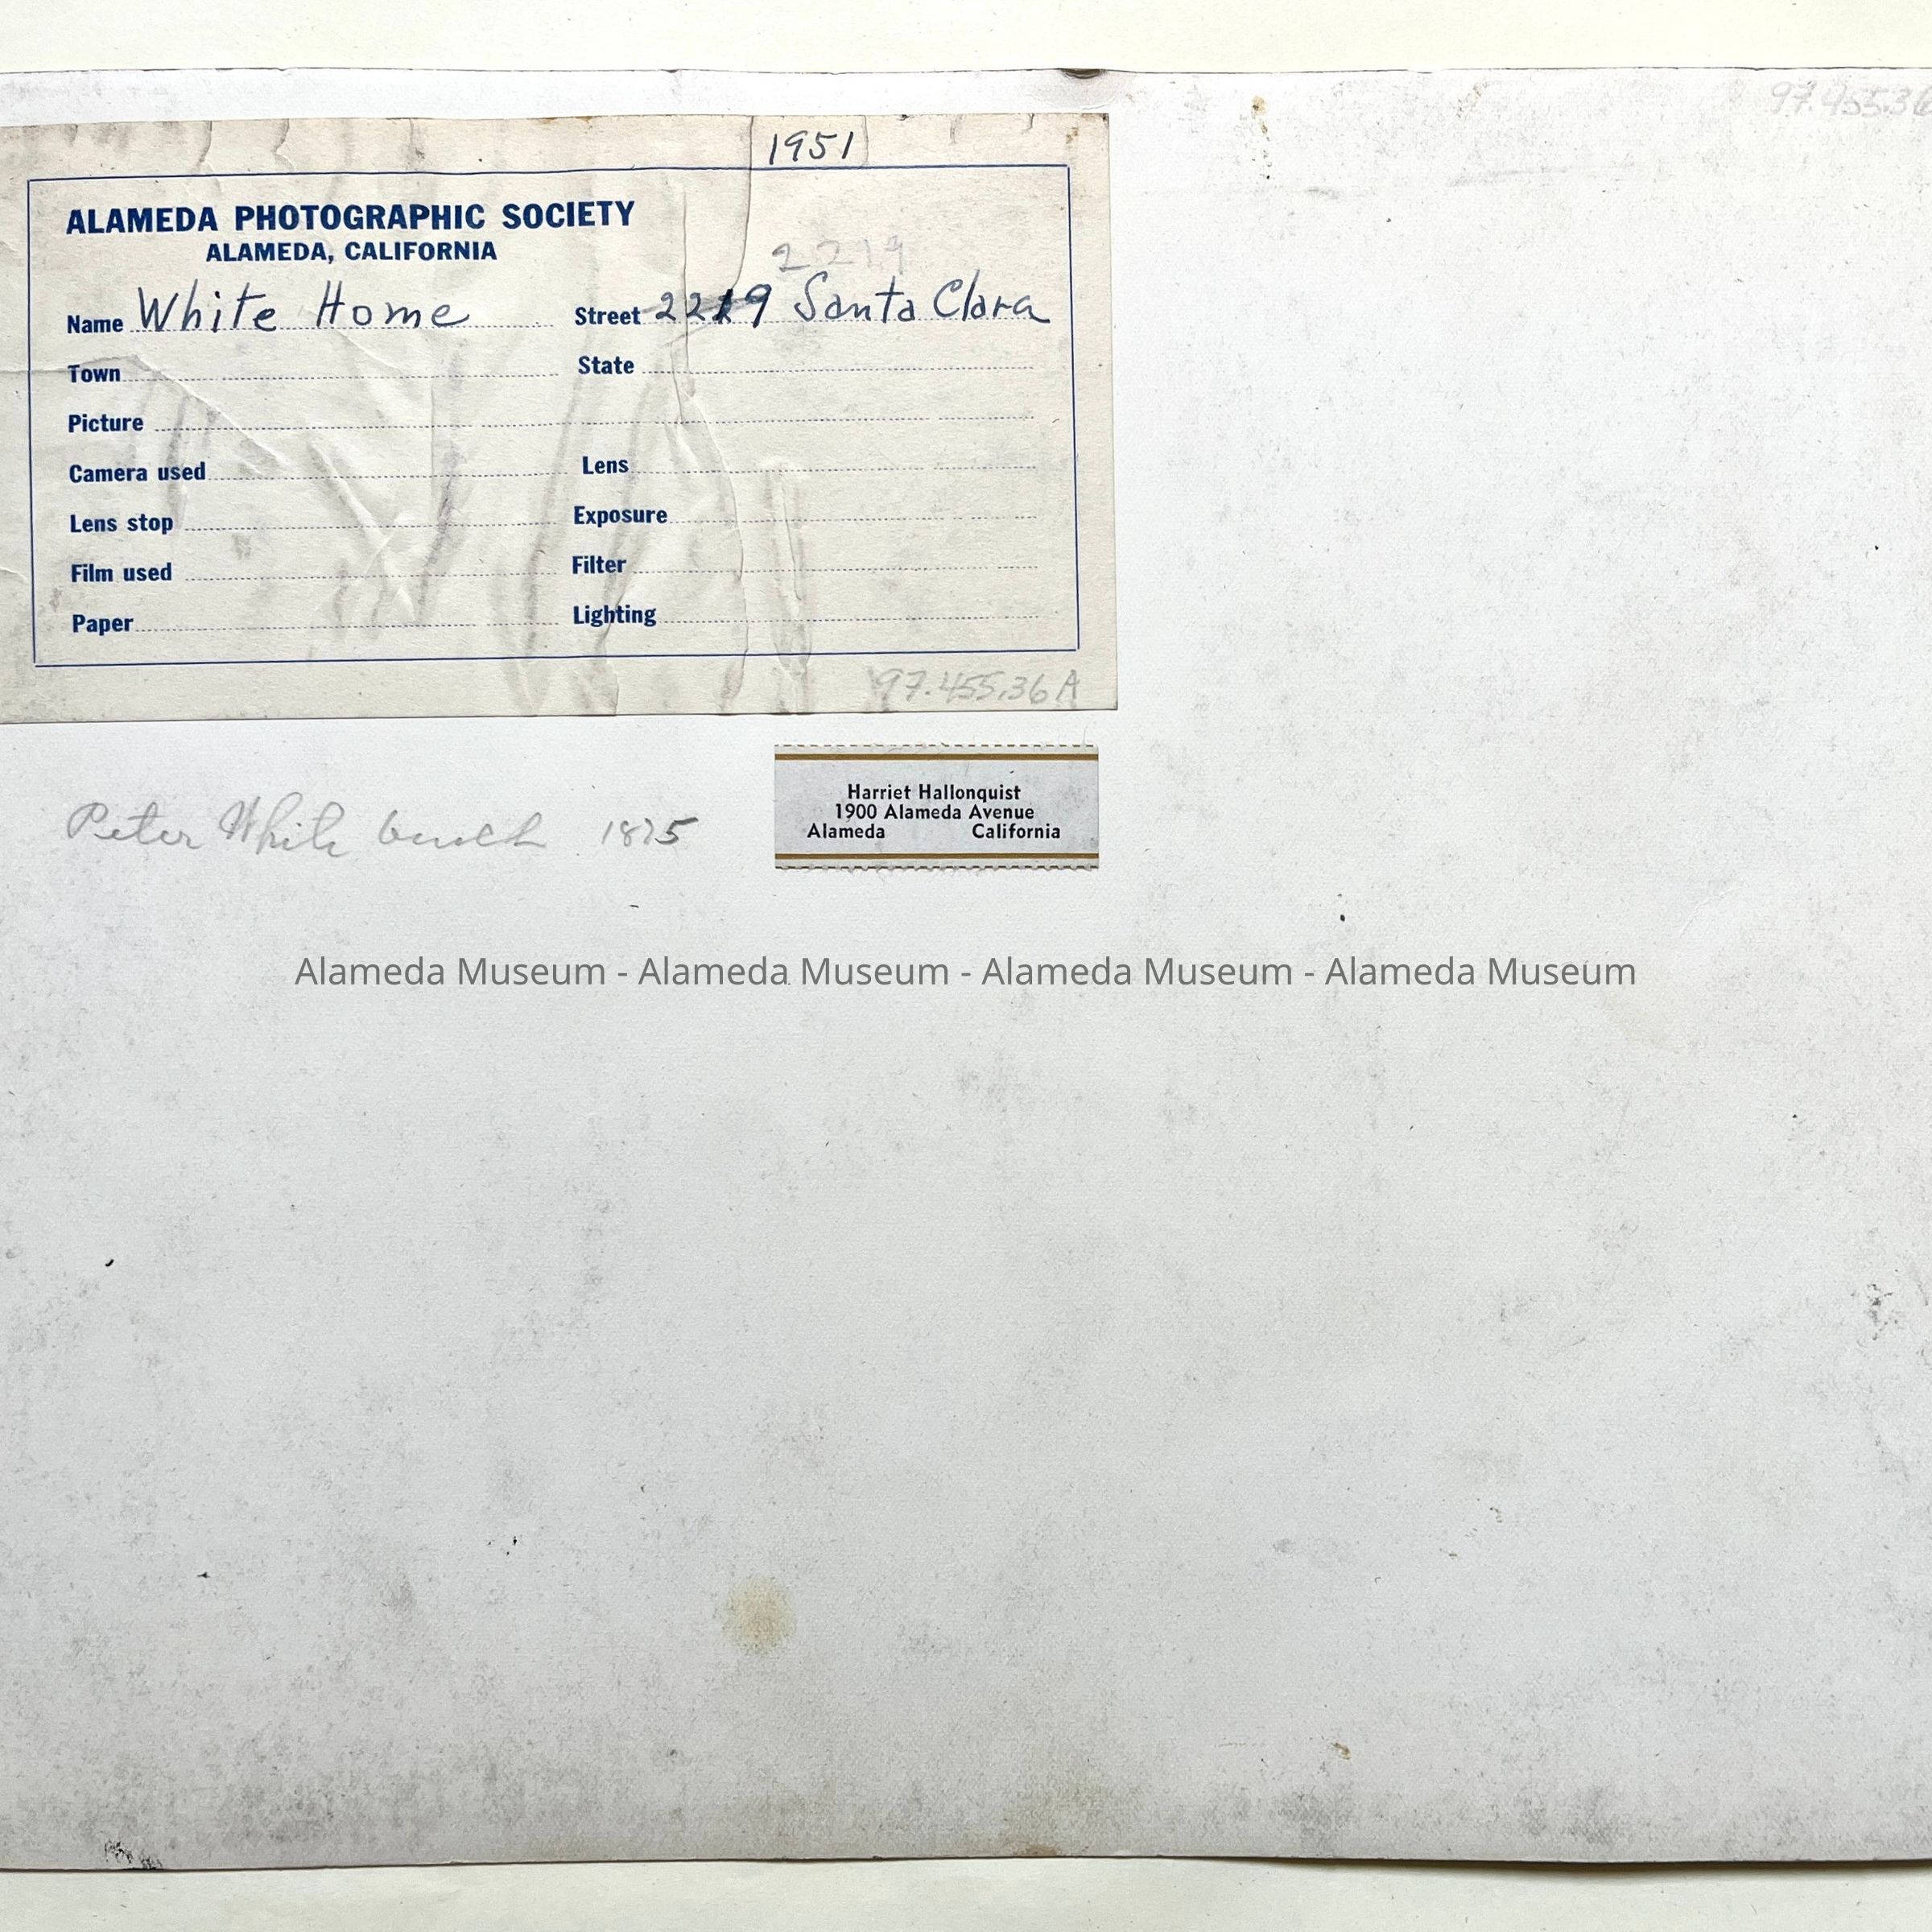 97.455.36
1951
ALAMEDA PHOTOGRAPHIC SOCIETY
ALAMEDA, CALIFORNIA
2219
Name White Home Street 2219 Santa Clara
Town State
Picture
Camera used Lens
Lens stop Exposure
Film used Filter
Paper Lighting
97.455.36 A
Peter White 1875
Harriet Hallonquist
1900 Alameda Avenue
Alameda California
Alameda Museum - Alameda Museum - Alameda Museum - Alameda Museum